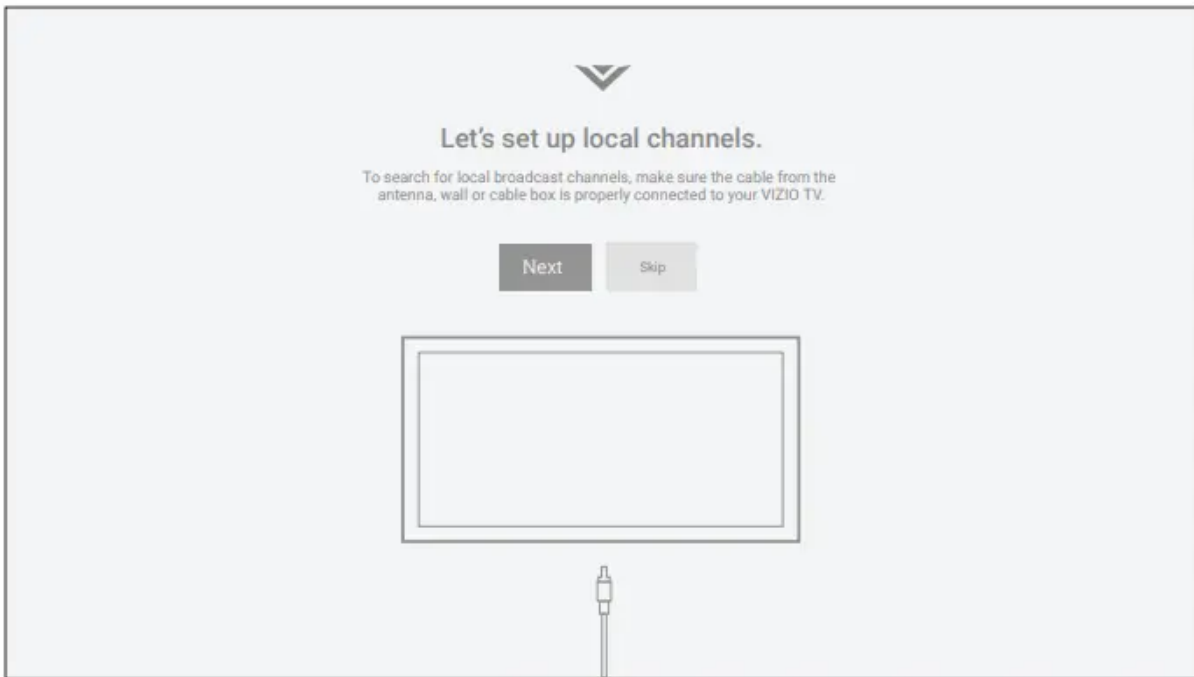 Let's set up local channels.
To search for local broadcast channels, make sure the cable from the
antenna, wall or cable box is properly connected to your VIZIO TV.
Next
Skip